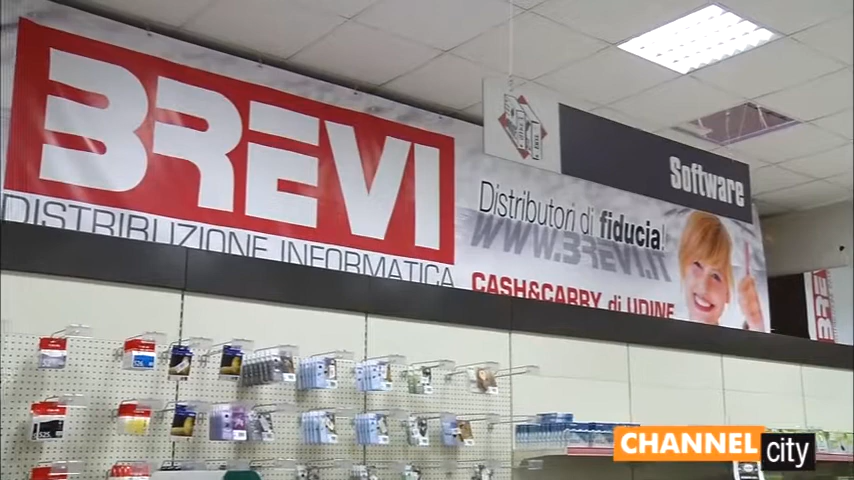 BREVI
DISTRIBUZIONE INFORMATICA
Software
Distributori di fiducia!
www.BREVI.it
CASH&CARRY di UDINE
CHANNEL city